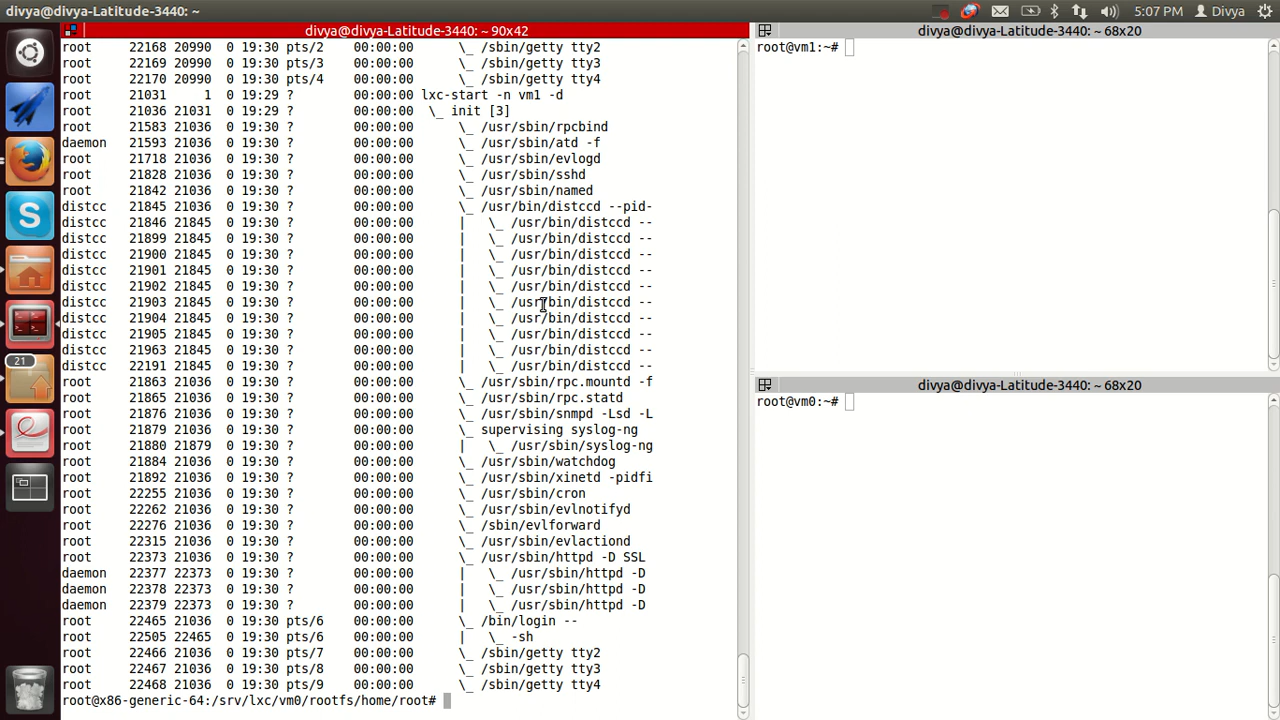 divya@divya-Latitude-3440: ~
5:07 PM
Divya
divya@divya-Latitude-3440: ~ 90x42
root     22168 20990  0 19:30 pts/2    00:00:00      \_ /sbin/getty tty2
root     22169 20990  0 19:30 pts/3    00:00:00      \_ /sbin/getty tty3
root     22170 20990  0 19:30 pts/4    00:00:00      \_ /sbin/getty tty4
root     21031     1  0 19:29 ?        00:00:00 lxc-start -n vm1 -d
root     21036 21031  0 19:29 ?        00:00:00  \_ init [3]
root     21583 21036  0 19:30 ?        00:00:00      \_ /usr/sbin/rpcbind
daemon   21593 21036  0 19:30 ?        00:00:00      \_ /usr/sbin/atd -f
root     21718 21036  0 19:30 ?        00:00:00      \_ /usr/sbin/evlogd
root     21828 21036  0 19:30 ?        00:00:00      \_ /usr/sbin/sshd
root     21842 21036  0 19:30 ?        00:00:00      \_ /usr/sbin/named
distcc   21845 21036  0 19:30 ?        00:00:00      \_ /usr/bin/distccd --pid-
distcc   21846 21845  0 19:30 ?        00:00:00      |   \_ /usr/bin/distccd --
distcc   21899 21845  0 19:30 ?        00:00:00      |   \_ /usr/bin/distccd --
distcc   21900 21845  0 19:30 ?        00:00:00      |   \_ /usr/bin/distccd --
distcc   21901 21845  0 19:30 ?        00:00:00      |   \_ /usr/bin/distccd --
distcc   21902 21845  0 19:30 ?        00:00:00      |   \_ /usr/bin/distccd --
distcc   21903 21845  0 19:30 ?        00:00:00      |   \_ /usr/bin/distccd --
distcc   21904 21845  0 19:30 ?        00:00:00      |   \_ /usr/bin/distccd --
distcc   21905 21845  0 19:30 ?        00:00:00      |   \_ /usr/bin/distccd --
distcc   21963 21845  0 19:30 ?        00:00:00      |   \_ /usr/bin/distccd --
distcc   22191 21845  0 19:30 ?        00:00:00      |   \_ /usr/bin/distccd --
root     21863 21036  0 19:30 ?        00:00:00      \_ /usr/sbin/rpc.mountd -f
root     21865 21036  0 19:30 ?        00:00:00      \_ /usr/sbin/rpc.statd
root     21876 21036  0 19:30 ?        00:00:00      \_ /usr/sbin/snmpd -Lsd -L
root     21879 21036  0 19:30 ?        00:00:00      \_ supervising syslog-ng
root     21880 21879  0 19:30 ?        00:00:00      |   \_ /usr/sbin/syslog-ng
root     21884 21036  0 19:30 ?        00:00:00      \_ /usr/sbin/watchdog
root     21892 21036  0 19:30 ?        00:00:00      \_ /usr/sbin/xinetd -pidfi
root     22255 21036  0 19:30 ?        00:00:00      \_ /usr/sbin/cron
root     22262 21036  0 19:30 ?        00:00:00      \_ /usr/sbin/evlnotifyd
root     22276 21036  0 19:30 ?        00:00:00      \_ /sbin/evlforward
root     22315 21036  0 19:30 ?        00:00:00      \_ /usr/sbin/evlactiond
root     22373 21036  0 19:30 ?        00:00:00      \_ /usr/sbin/httpd -D SSL
daemon   22377 22373  0 19:30 ?        00:00:00      |   \_ /usr/sbin/httpd -D
daemon   22378 22373  0 19:30 ?        00:00:00      |   \_ /usr/sbin/httpd -D
daemon   22379 22373  0 19:30 ?        00:00:00      |   \_ /usr/sbin/httpd -D
root     22465 21036  0 19:30 pts/6    00:00:00      \_ /bin/login --
root     22505 22465  0 19:30 pts/6    00:00:00      |   \_ -sh
root     22466 21036  0 19:30 pts/7    00:00:00      \_ /sbin/getty tty2
root     22467 21036  0 19:30 pts/8    00:00:00      \_ /sbin/getty tty3
root     22468 21036  0 19:30 pts/9    00:00:00      \_ /sbin/getty tty4
root@x86-generic-64:/srv/lxc/vm0/rootfs/home/root#
divya@divya-Latitude-3440: ~ 68x20
root@vm1:~#
divya@divya-Latitude-3440: ~ 68x20
root@vm0:~#
21